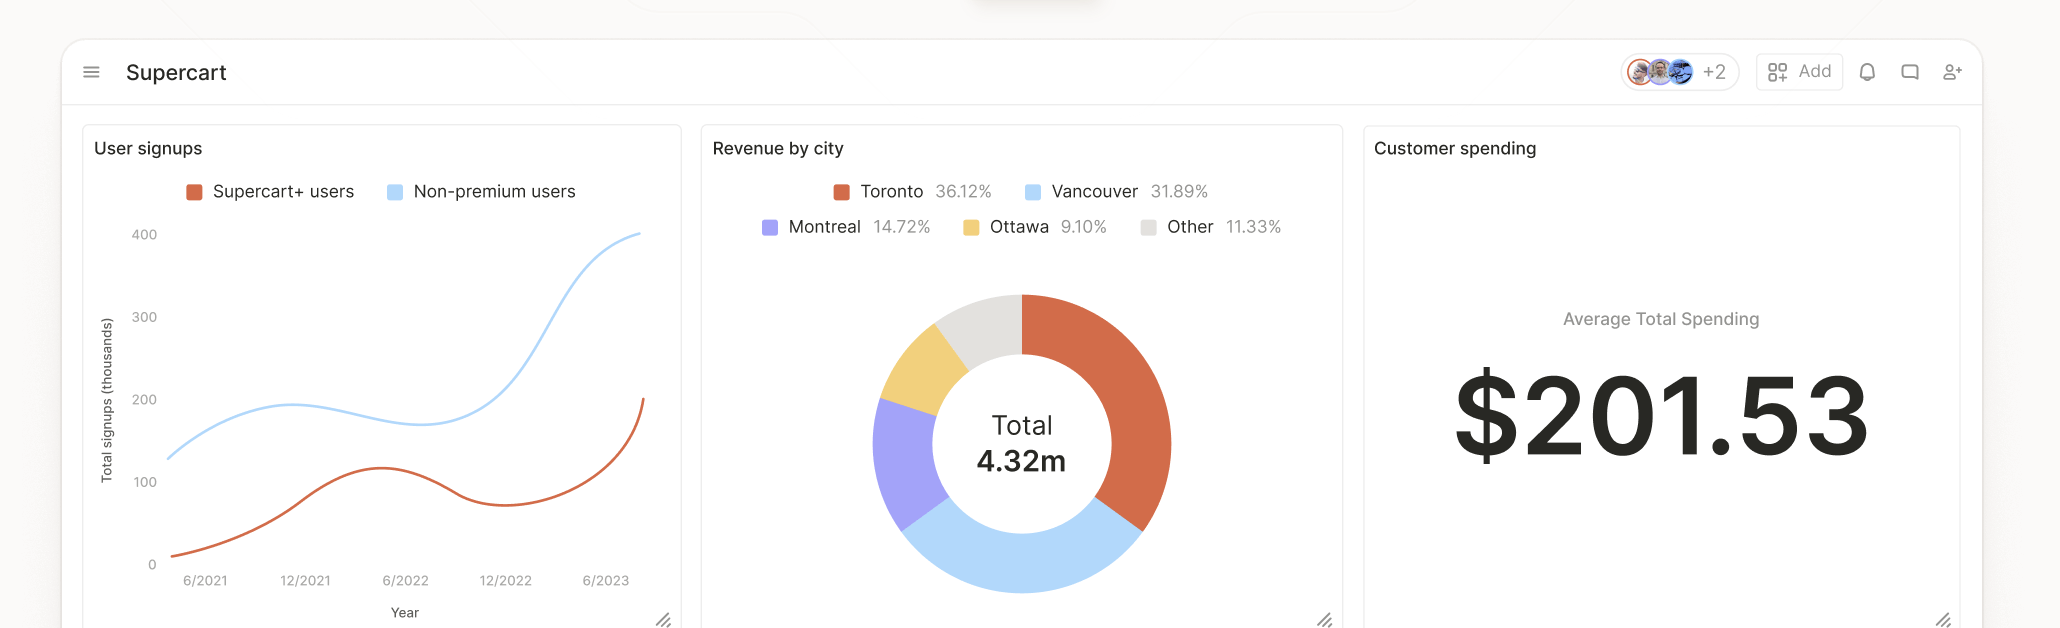 Supercart
+2
Add
User signups
Supercart+ users Non-premium users
400
300
200
100
0
Total signups (thousands)
6/2021 12/2021 6/2022 12/2022 6/2023
Year
Revenue by city
Toronto 36.12% Vancouver 31.89%
Montreal 14.72% Ottawa 9.10% Other 11.33%
Total
4.32m
Customer spending
Average Total Spending
$201.53